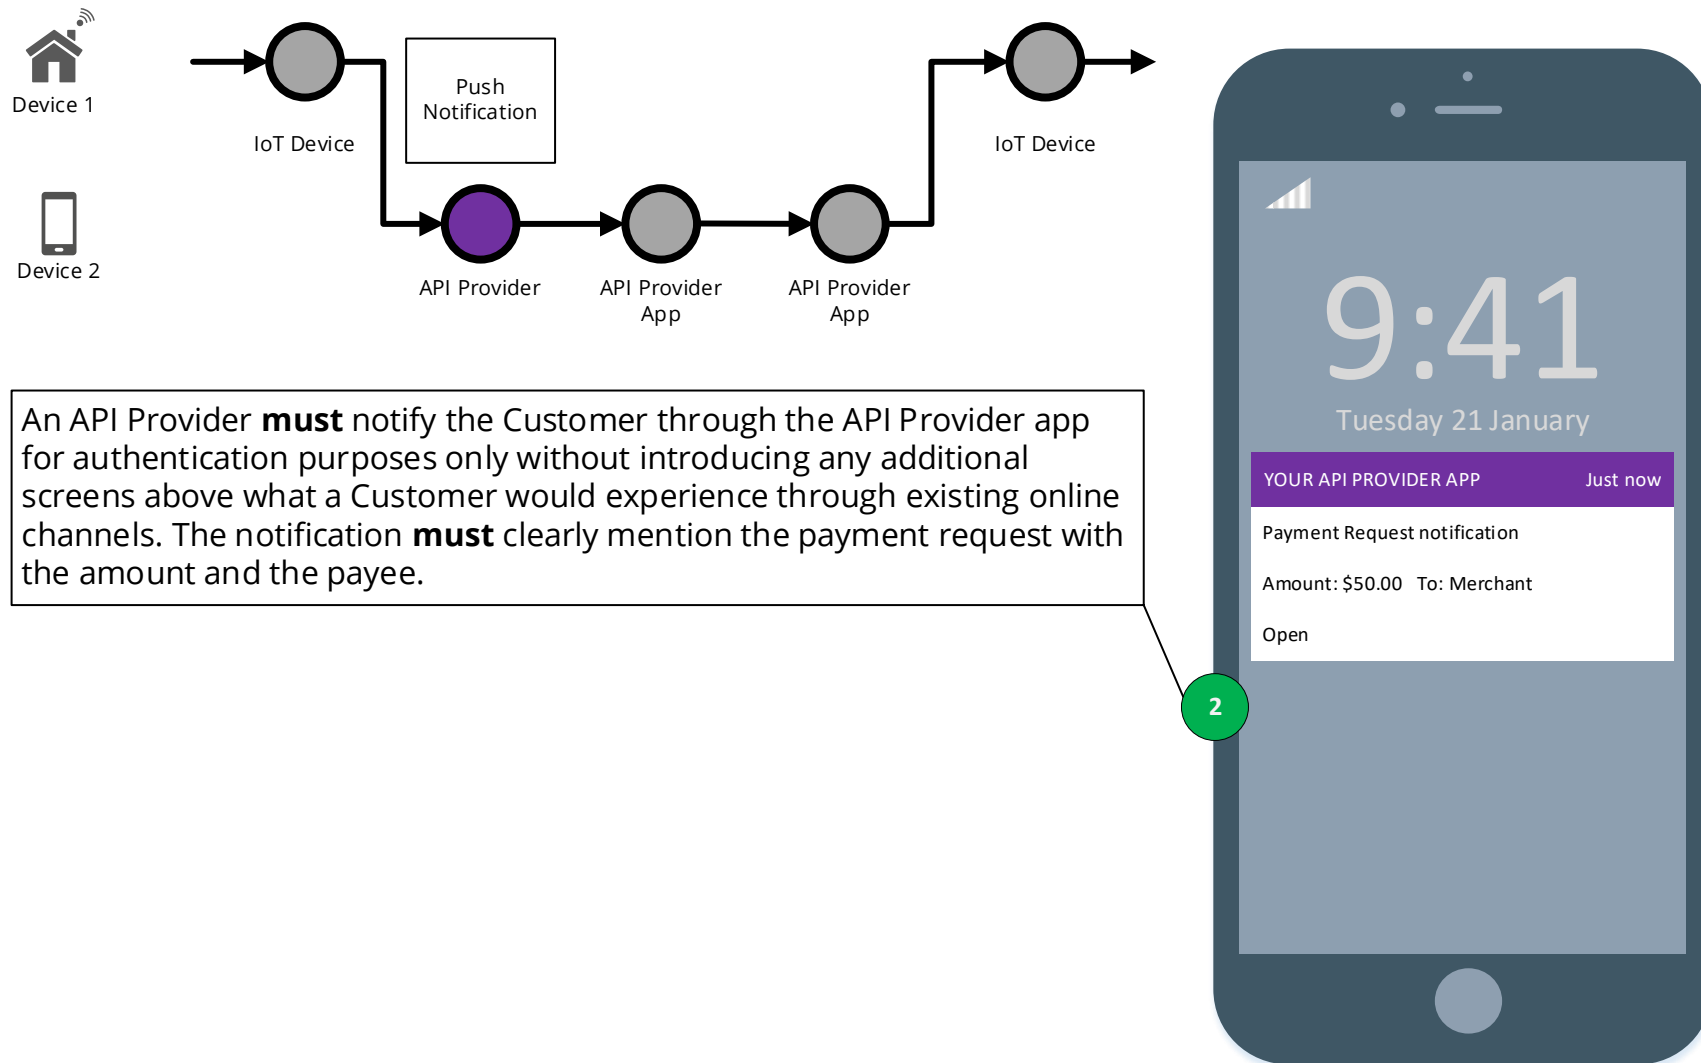 Device 1
Push
Notification
IoT Device
IoT Device
Device 2
API Provider
API Provider
App
API Provider
App
An API Provider must notify the Customer through the API Provider app
for authentication purposes only without introducing any additional
screens above what a Customer would experience through existing online
channels. The notification must clearly mention the payment request with
the amount and the payee.
2
9:41
Tuesday 21 January
YOUR API PROVIDER APP Just now
Payment Request notification
Amount: $50.00 To: Merchant
Open